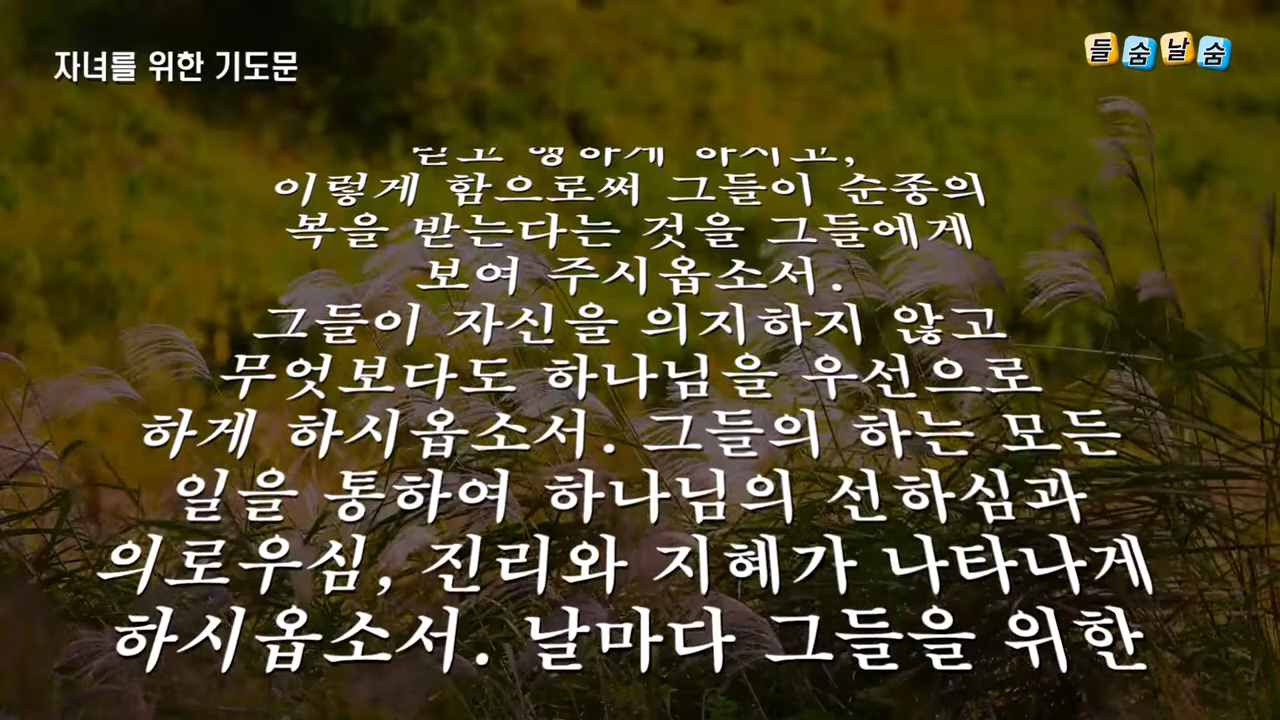 자녀를 위한 기도문
들숨날숨
이렇게 함으로써 그들이 순종의
복을 받는다는 것을 그들에게
보여 주시옵소서.
그들이 자신을 의지하지 않고
무엇보다도 하나님을 우선으로
하게 하시옵소서. 그들의 하는 모든
일을 통하여 하나님의 선하심과
의로우심, 진리와 지혜가 나타나게
하시옵소서. 날마다 그들을 위한